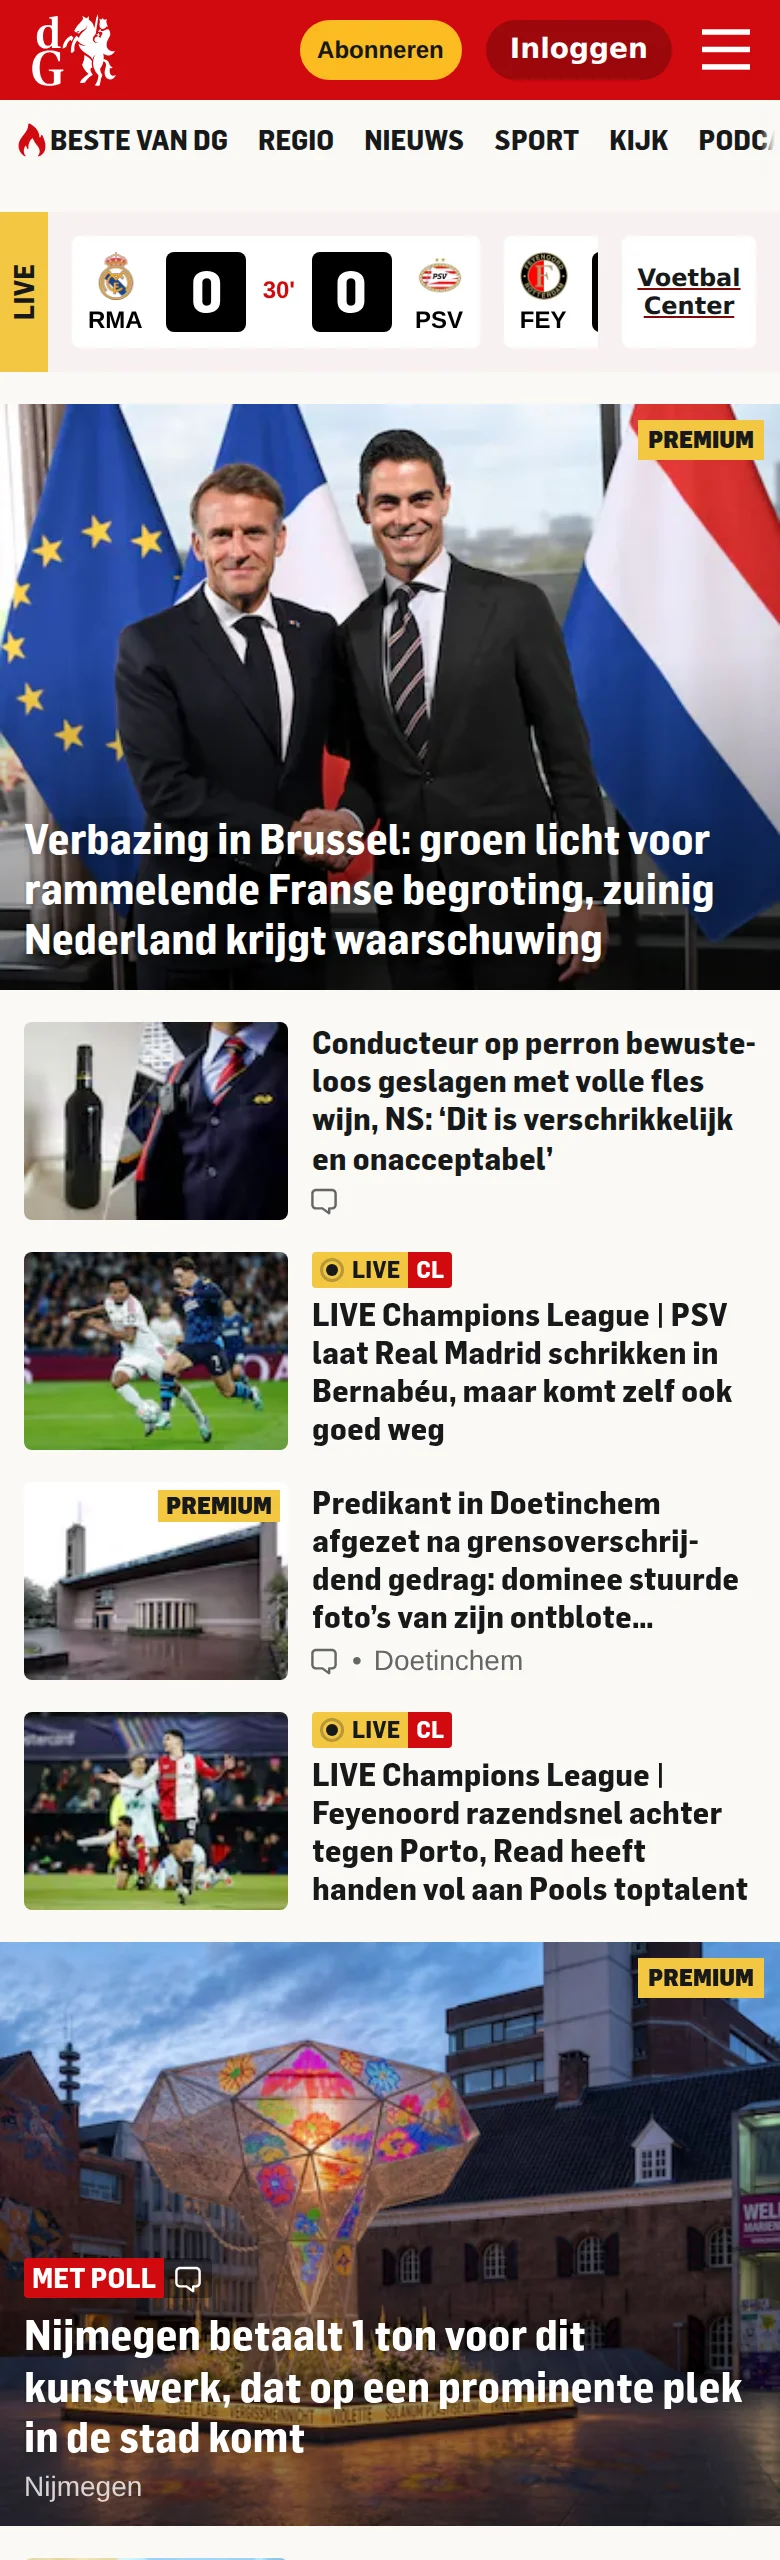 dG
Abonneren
Inloggen
BESTE VAN DG REGIO NIEUWS SPORT KIJK PODCA
LIVE
RMA 0 30' 0 PSV
FEY
Voetbal
Center
PREMIUM
Verbazing in Brussel: groen licht voor
rammelende Franse begroting, zuinig
Nederland krijgt waarschuwing
Conducteur op perron bewuste-
loos geslagen met volle fles
wijn, NS: ‘Dit is verschrikkelijk
en onacceptabel’
LIVE CL
LIVE Champions League | PSV
laat Real Madrid schrikken in
Bernabéu, maar komt zelf ook
goed weg
PREMIUM
Predikant in Doetinchem
afgezet na grensoverschrij-
dend gedrag: dominee stuurde
foto’s van zijn ontblote...
• Doetinchem
LIVE CL
LIVE Champions League |
Feyenoord razendsnel achter
tegen Porto, Read heeft
handen vol aan Pools toptalent
PREMIUM
MET POLL
Nijmegen betaalt 1 ton voor dit
kunstwerk, dat op een prominente plek
in de stad komt
Nijmegen